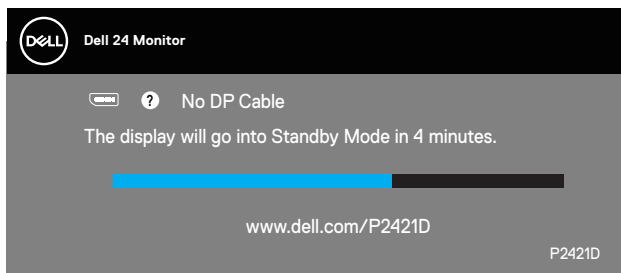 DELL
Dell 24 Monitor
? No DP Cable
The display will go into Standby Mode in 4 minutes.
www.dell.com/P2421D
P2421D